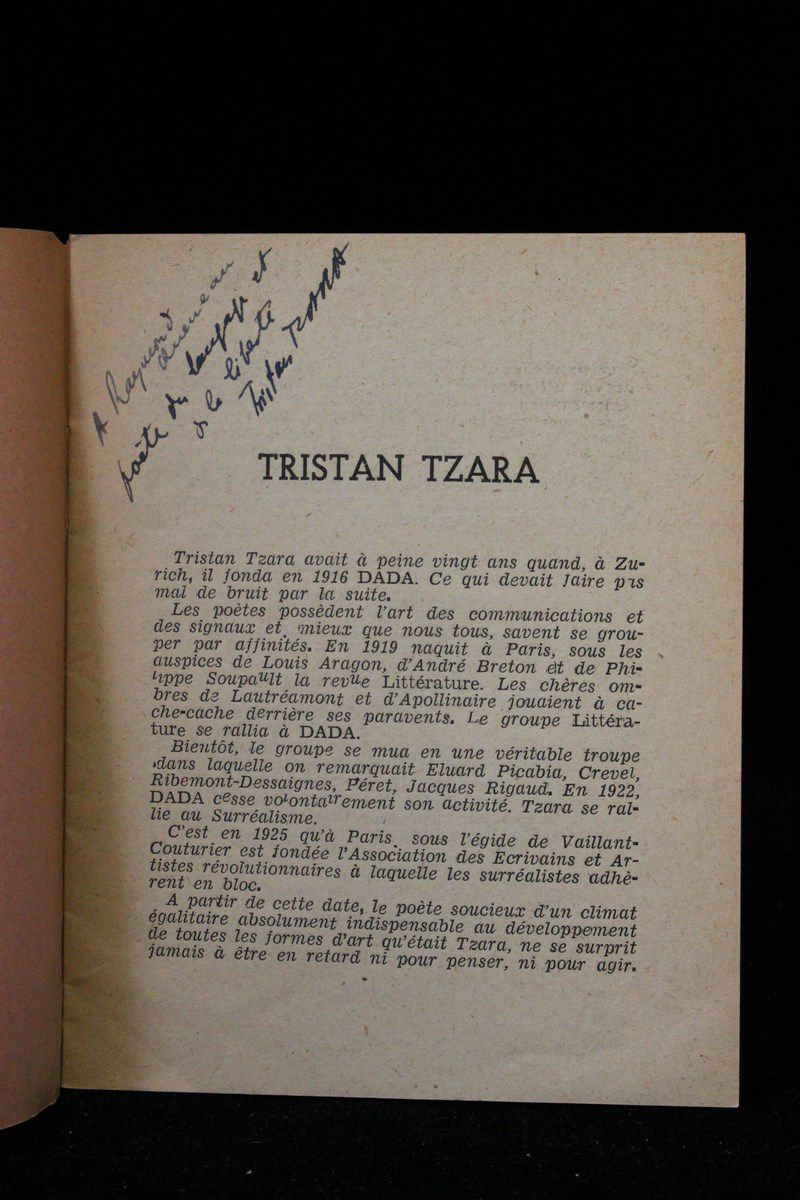 A Raymond
Queneau
poète du langage et
de la liberté
Tristan TZARA
TRISTAN TZARA
Tristan Tzara avait à peine vingt ans quand, à Zu-
rich, il fonda en 1916 DADA. Ce qui devait faire pas
mal de bruit par la suite.
Les poètes possèdent l'art des communications et
des signaux et, mieux que nous tous, savent se grou-
per par affinités. En 1919 naquit à Paris, sous les
auspices de Louis Aragon, d'André Breton et de Phi-
lippe Soupault la revue Littérature. Les chères om-
bres de Lautréamont et d'Apollinaire jouaient à ca-
che-cache derrière ses paravents. Le groupe Littéra-
ture se rallia à DADA.
Bientôt, le groupe se mua en une véritable troupe
dans laquelle on remarquait Eluard Picabia, Crevel,
Ribemont-Dessaignes, Péret, Jacques Rigaud. En 1922,
DADA cesse volontairement son activité. Tzara se ral-
lie au Surréalisme.
C'est en 1925 qu'à Paris, sous l'égide de Vaillant-
Couturier est fondée l'Association des Ecrivains et Ar-
tistes révolutionnaires à laquelle les surréalistes adhè-
rent en bloc.
A partir de cette date, le poète soucieux d'un climat
égalitaire absolument indispensable au développement
de toutes les formes d'art qu'était Tzara, ne se surprit
jamais à être en retard ni pour penser, ni pour agir.